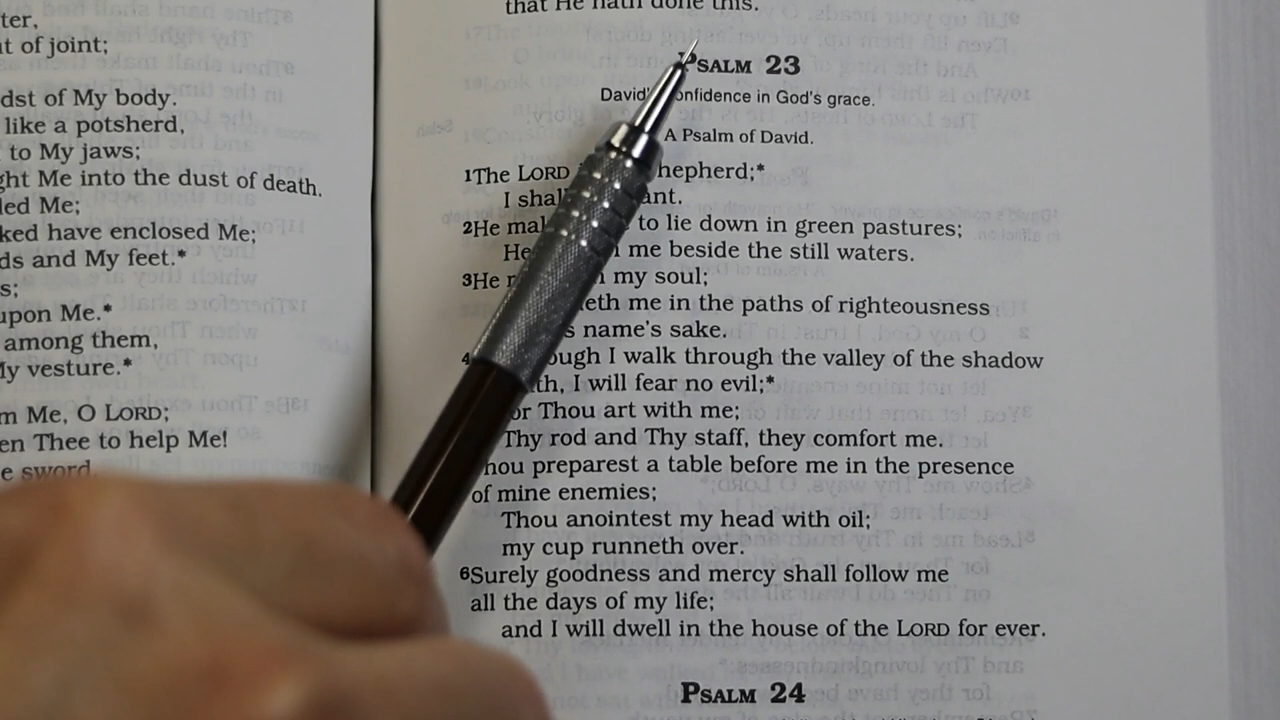 ter,
t of joint;
dst of My body.
like a potsherd,
to My jaws;
ght Me into the dust of death.
led Me;
ked have enclosed Me;
ds and My feet.*
s;
upon Me.*
among them,
My vesture.*
m Me, O LORD;
en Thee to help Me!
e sword
that He hath done this.
PSALM 23
David's confidence in God's grace.
A Psalm of David.
1The LORD hepherd;*
I shal ant.
2He mak to lie down in green pastures;
He me beside the still waters.
3He r my soul;
eth me in the paths of righteousness
s name's sake.
4 ough I walk through the valley of the shadow
th, I will fear no evil;*
or Thou art with me;
Thy rod and Thy staff, they comfort me.
hou preparest a table before me in the presence
of mine enemies;
Thou anointest my head with oil;
my cup runneth over.
6Surely goodness and mercy shall follow me
all the days of my life;
and I will dwell in the house of the LORD for ever.
PSALM 24